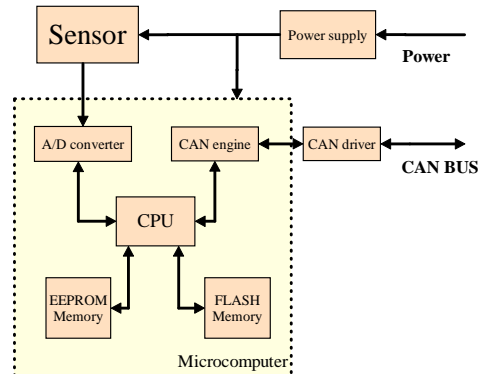 Sensor
Power supply
Power
A/D converter
CAN engine
CAN driver
CAN BUS
CPU
EEPROM
Memory
FLASH
Memory
Microcomputer